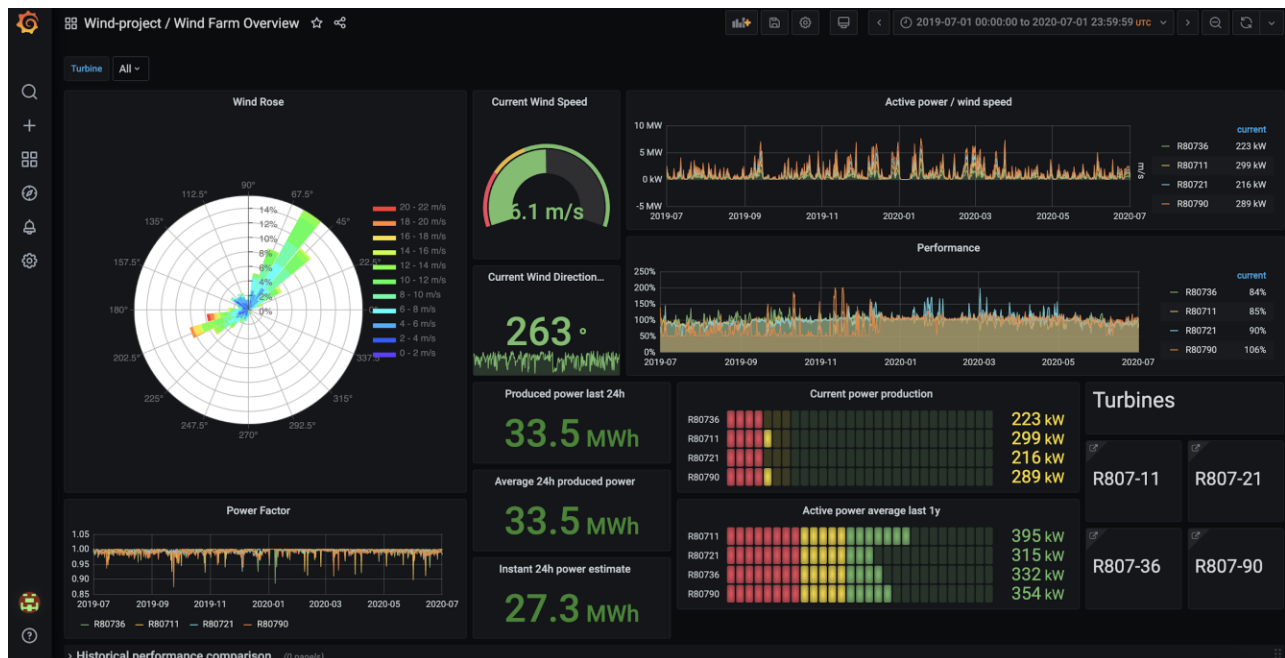 Wind-project / Wind Farm Overview
2019-07-01 00:00:00 to 2020-07-01 23:59:59 UTC
Turbine All
Wind Rose
90°
112.5° 67.5°
135° 45°
157.5° 22.5°
180° 0°
202.5° 337.5°
225° 315°
247.5° 292.5°
270°
14%
12%
10%
8%
6%
4%
2%
0%
20 - 22 m/s
18 - 20 m/s
16 - 18 m/s
14 - 16 m/s
12 - 14 m/s
10 - 12 m/s
8 - 10 m/s
6 - 8 m/s
4 - 6 m/s
2 - 4 m/s
0 - 2 m/s
Current Wind Speed
6.1 m/s
Current Wind Direction...
263 °
Active power / wind speed
10 MW
5 MW
0 kW
-5 MW
2019-07 2019-09 2019-11 2020-01 2020-03 2020-05 2020-07
m/s
current
R80736 223 kW
R80711 299 kW
R80721 216 kW
R80790 289 kW
Performance
250%
200%
150%
100%
50%
0%
2019-07 2019-09 2019-11 2020-01 2020-03 2020-05 2020-07
current
R80736 84%
R80711 85%
R80721 90%
R80790 106%
Produced power last 24h
33.5 MWh
Average 24h produced power
33.5 MWh
Instant 24h power estimate
27.3 MWh
Current power production
R80736 223 kW
R80711 299 kW
R80721 216 kW
R80790 289 kW
Active power average last 1y
R80711 395 kW
R80721 315 kW
R80736 332 kW
R80790 354 kW
Turbines
R807-11 R807-21
R807-36 R807-90
Power Factor
1.05
1.00
0.95
0.90
0.85
2019-07 2019-09 2019-11 2020-01 2020-03 2020-05 2020-07
R80736 R80711 R80721 R80790
Historical performance comparison (0 panels)